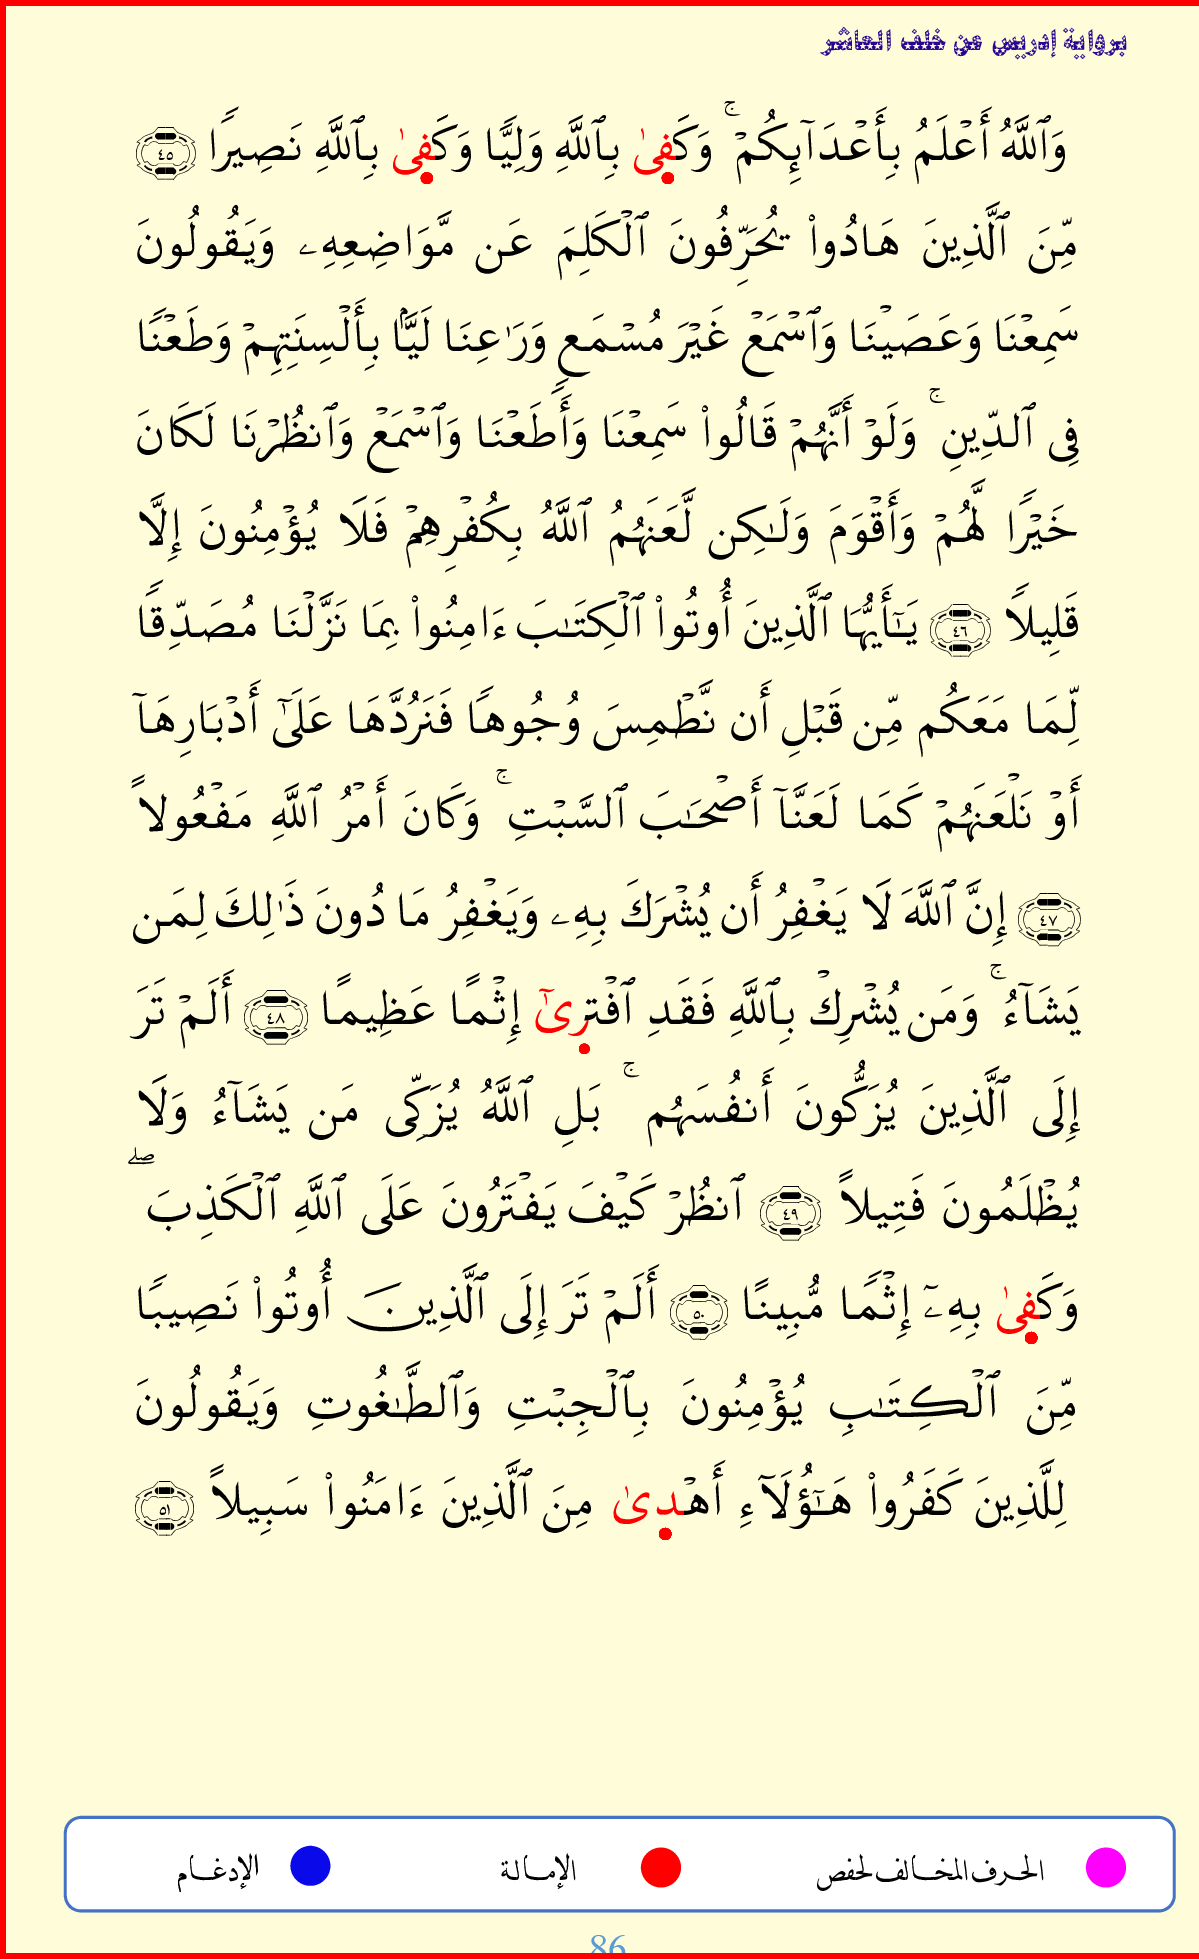 برواية إدريس عن خلف العاشر
وَٱللَّهُ أَعۡلَمُ بِأَعۡدَآئِكُمۡۚ وَكَفِىٰ بِٱللَّهِ وَلِيّٗا وَكَفِىٰ بِٱللَّهِ نَصِيرٗا ٤٥
مِّنَ ٱلَّذِينَ هَادُواْ يُحَرِّفُونَ ٱلۡكَلِمَ عَن مَّوَاضِعِهِۦ وَيَقُولُونَ
سَمِعۡنَا وَعَصَيۡنَا وَٱسۡمَعۡ غَيۡرَ مُسۡمَعٖ وَرَٰعِنَا لَيَّۢا بِأَلۡسِنَتِهِمۡ وَطَعۡنٗا
فِى ٱلدِّينِۚ وَلَوۡ أَنَّهُمۡ قَالُواْ سَمِعۡنَا وَأَطَعۡنَا وَٱسۡمَعۡ وَٱنظُرۡنَا لَكَانَ
خَيۡرٗا لَّهُمۡ وَأَقۡوَمَ وَلَٰكِن لَّعَنَهُمُ ٱللَّهُ بِكُفۡرِهِمۡ فَلَا يُؤۡمِنُونَ إِلَّا
قَلِيلٗا ٤٦ يَٰٓأَيُّهَا ٱلَّذِينَ أُوتُواْ ٱلۡكِتَٰبَ ءَامِنُواْ بِمَا نَزَّلۡنَا مُصَدِّقٗا
لِّمَا مَعَكُم مِّن قَبۡلِ أَن نَّطۡمِسَ وُجُوهٗا فَنَرُدَّهَا عَلَىٰٓ أَدۡبَارِهَآ
أَوۡ نَلۡعَنَهُمۡ كَمَا لَعَنَّآ أَصۡحَٰبَ ٱلسَّبۡتِۚ وَكَانَ أَمۡرُ ٱللَّهِ مَفۡعُولًا
٤٧ إِنَّ ٱللَّهَ لَا يَغۡفِرُ أَن يُشۡرَكَ بِهِۦ وَيَغۡفِرُ مَا دُونَ ذَٰلِكَ لِمَن
يَشَآءُۚ وَمَن يُشۡرِكۡ بِٱللَّهِ فَقَدِ ٱفۡتَرِىٰٓ إِثۡمًا عَظِيمًا ٤٨ أَلَمۡ تَرَ
إِلَى ٱلَّذِينَ يُزَكُّونَ أَنفُسَهُمۚ بَلِ ٱللَّهُ يُزَكِّى مَن يَشَآءُ وَلَا
يُظۡلَمُونَ فَتِيلًا ٤٩ ٱنظُرۡ كَيۡفَ يَفۡتَرُونَ عَلَى ٱللَّهِ ٱلۡكَذِبَۖ
وَكَفِىٰ بِهِۦٓ إِثۡمٗا مُّبِينًا ٥٠ أَلَمۡ تَرَ إِلَى ٱلَّذِينَ أُوتُواْ نَصِيبٗا
مِّنَ ٱلۡكِتَٰبِ يُؤۡمِنُونَ بِٱلۡجِبۡتِ وَٱلطَّٰغُوتِ وَيَقُولُونَ
لِلَّذِينَ كَفَرُواْ هَٰٓؤُلَآءِ أَهۡدِىٰ مِنَ ٱلَّذِينَ ءَامَنُواْ سَبِيلًا ٥١
الحرف المخالف لحفص الإمالة الإدغام
86